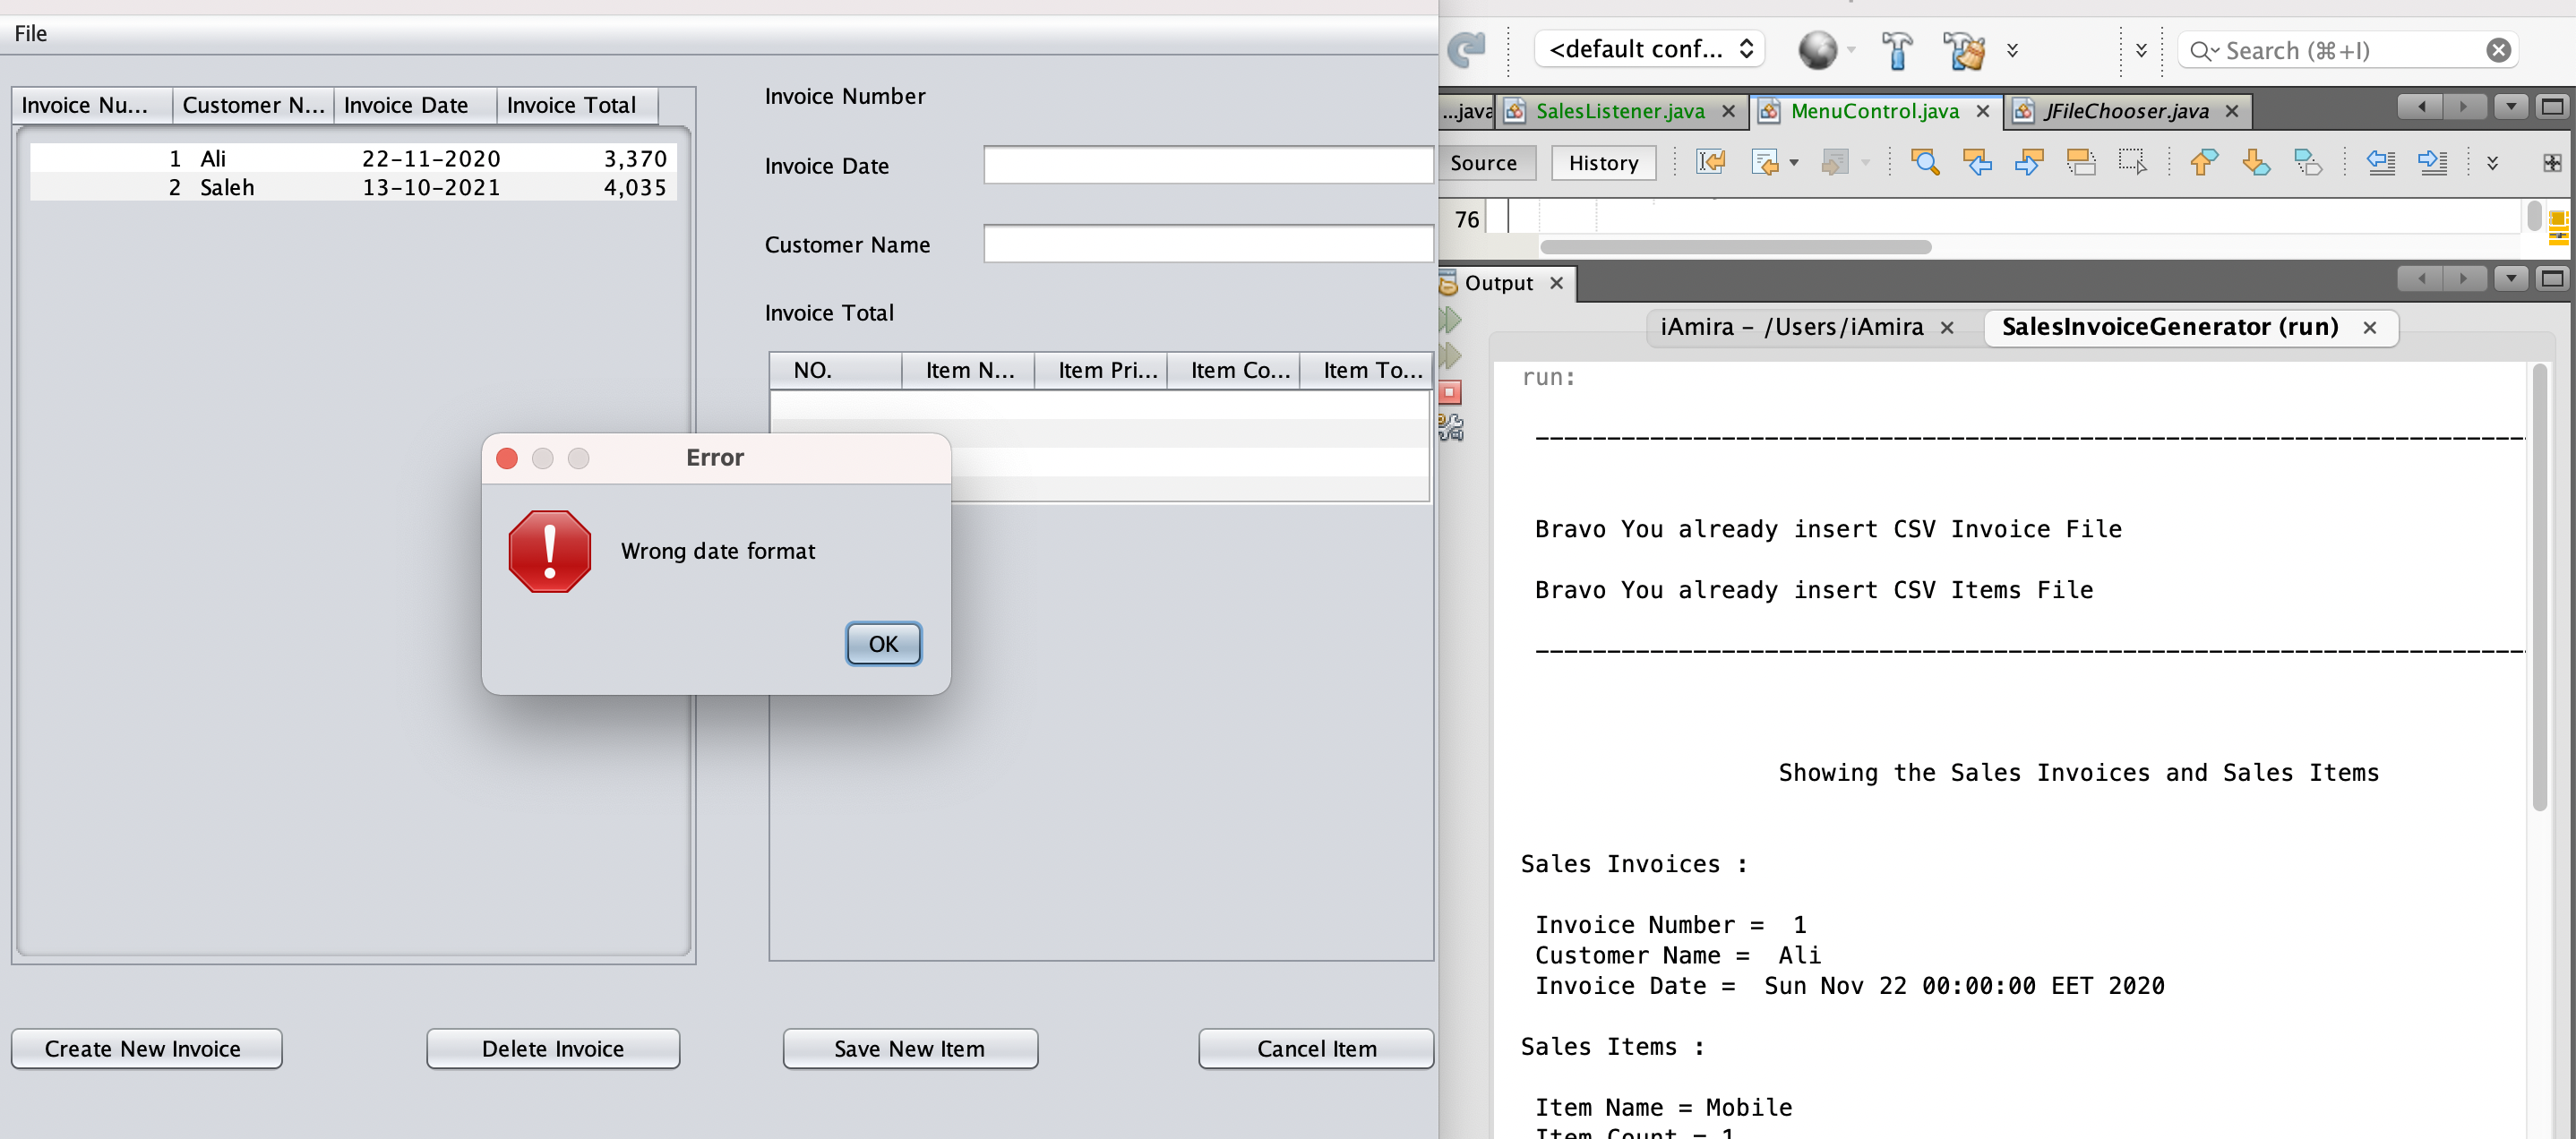 File
Invoice Nu... Customer N... Invoice Date Invoice Total
1 Ali 22-11-2020 3,370
2 Saleh 13-10-2021 4,035
Invoice Number
Invoice Date
Customer Name
Invoice Total
NO. Item N... Item Pri... Item Co... Item To...
Error
Wrong date format
OK
Create New Invoice Delete Invoice Save New Item Cancel Item
<default conf... Search (⌘+I)
...java SalesListener.java MenuControl.java JFileChooser.java
Source History
76
Output
iAmira - /Users/iAmira SalesInvoiceGenerator (run)
run:
Bravo You already insert CSV Invoice File
Bravo You already insert CSV Items File
Showing the Sales Invoices and Sales Items
Sales Invoices :
Invoice Number = 1
Customer Name = Ali
Invoice Date = Sun Nov 22 00:00:00 EET 2020
Sales Items :
Item Name = Mobile
Item Count = 1